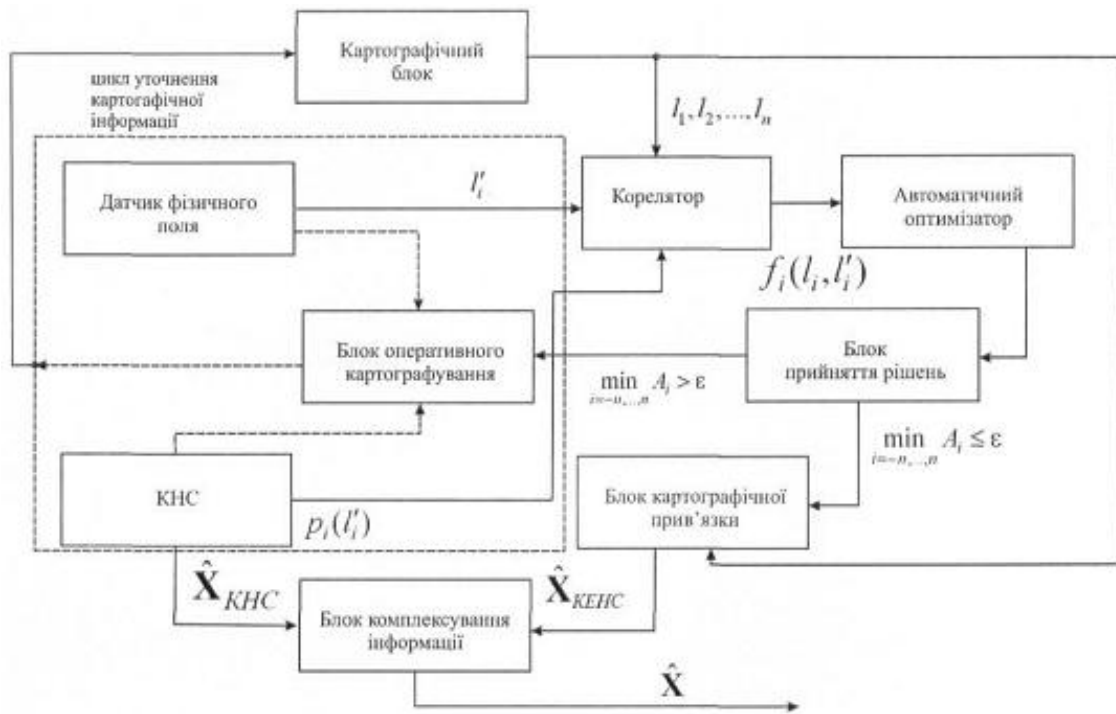 Картографічний
блок
цикл уточнення
картогафічної
інформації
l₁, l₂,...,lₙ
Датчик фізичного
поля
l′ᵢ
Корелятор
Автоматичний
оптимізатор
fᵢ(lᵢ, l′ᵢ)
Блок оперативного
картографування
Блок
прийняття рішень
min Aᵢ > ε
i=−n,...,n
min Aᵢ ≤ ε
i=−n,...,n
КНС
Блок картографічної
прив’язки
pᵢ(l′ᵢ)
X̂ КНС
X̂ КЕНС
Блок комплексування
інформації
X̂